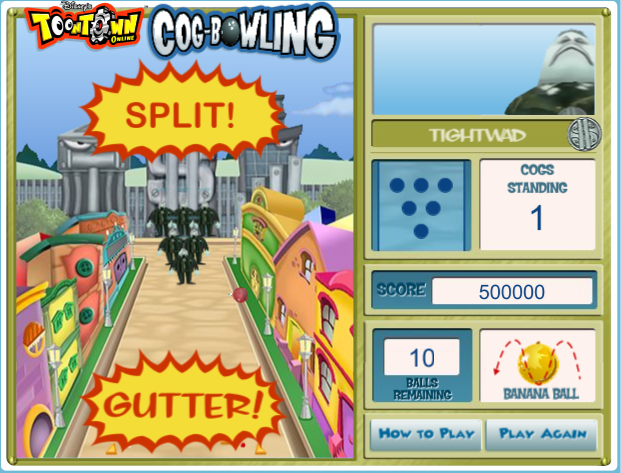 Disney's
TOONTOWN
ONLINE
COG-BOWLING
SPLIT!
GUTTER!
TIGHTWAD
COGS
STANDING
1
SCORE 500000
10
BALLS
REMAINING
BANANA BALL
HOW TO PLAY PLAY AGAIN